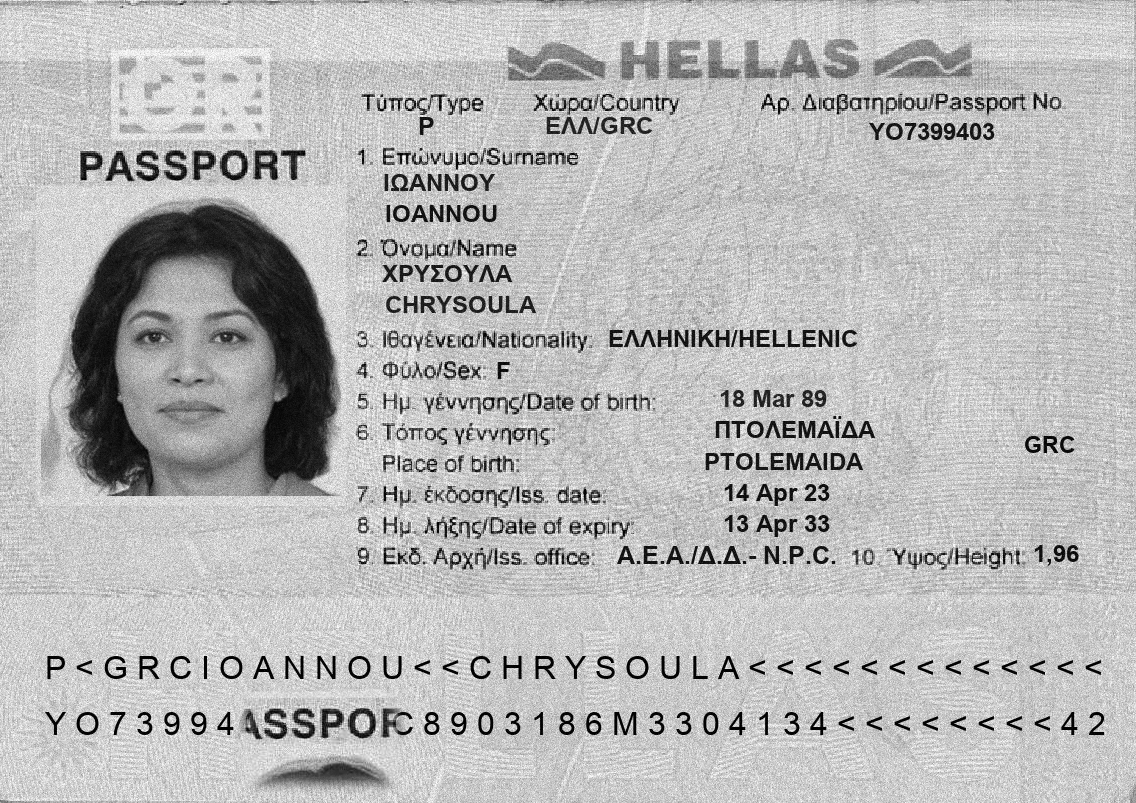 GR
HELLAS
PASSPORT
Τύπος/Type Χώρα/Country Αρ. Διαβατηρίου/Passport No.
P ΕΛΛ/GRC YO7399403
1. Επώνυμο/Surname
ΙΩΑΝΝΟΥ
IOANNOU
2. Όνομα/Name
ΧΡΥΣΟΥΛΑ
CHRYSOULA
3. Ιθαγένεια/Nationality: ΕΛΛΗΝΙΚΗ/HELLENIC
4. Φύλο/Sex: F
5. Ημ. γέννησης/Date of birth: 18 Mar 89
6. Τόπος γέννησης: ΠΤΟΛΕΜΑΪΔΑ
Place of birth: PTOLEMAIDA GRC
7. Ημ. έκδοσης/Iss. date: 14 Apr 23
8. Ημ. λήξης/Date of expiry: 13 Apr 33
9 Εκδ. Αρχή/Iss. office: Α.Ε.Α./Δ.Δ.- N.P.C. 10. Ύψος/Height: 1,96
P<GRCIOANNOU<<CHRYSOULA<<<<<<<<<<<<<
YO73994 ASSPOR C8903186M3304134<<<<<<<<42